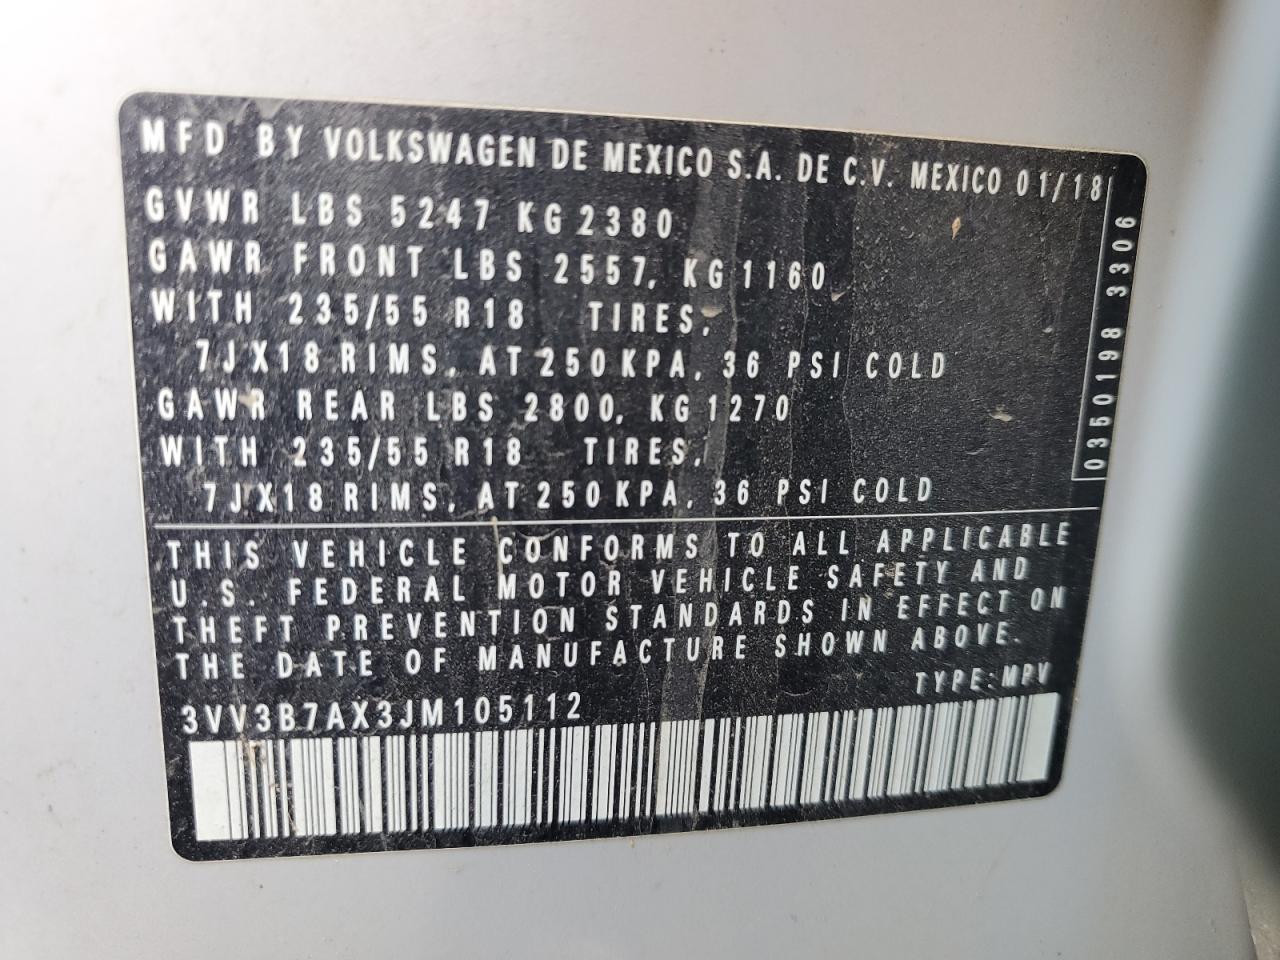 MFD BY VOLKSWAGEN DE MEXICO S.A. DE C.V. MEXICO 01/18
GVWR LBS 5247 KG 2380
GAWR FRONT LBS 2557, KG 1160
WITH 235/55 R18 TIRES,
7JX18 RIMS, AT 250 KPA, 36 PSI COLD
GAWR REAR LBS 2800, KG 1270
WITH 235/55 R18 TIRES,
7JX18 RIMS, AT 250 KPA, 36 PSI COLD
0350198 3306
THIS VEHICLE CONFORMS TO ALL APPLICABLE
U.S. FEDERAL MOTOR VEHICLE SAFETY AND
THEFT PREVENTION STANDARDS IN EFFECT ON
THE DATE OF MANUFACTURE SHOWN ABOVE.
TYPE:MPV
3VV3B7AX3JM105112